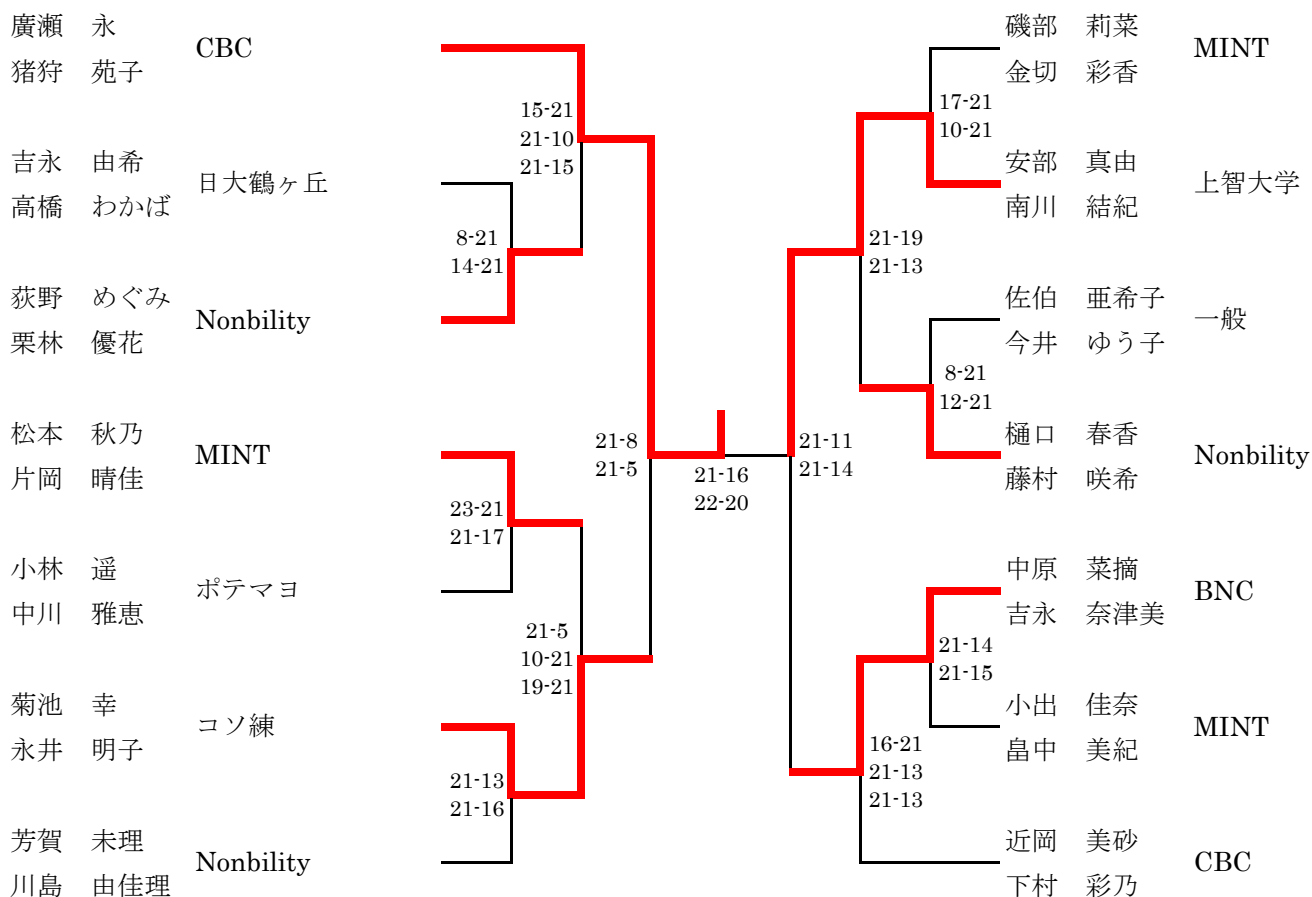 廣瀬　永
猪狩　苑子
CBC
吉永　由希
高橋　わかば
日大鶴ヶ丘
荻野　めぐみ
栗林　優花
Nonbility
松本　秋乃
片岡　晴佳
MINT
小林　遥
中川　雅恵
ポテマヨ
菊池　幸
永井　明子
コソ練
芳賀　未理
川島　由佳理
Nonbility
15-21
21-10
21-15
8-21
14-21
23-21
21-17
21-5
10-21
19-21
21-13
21-16
21-8
21-5
21-16
22-20
21-11
21-14
21-19
21-13
17-21
10-21
8-21
12-21
21-14
21-15
16-21
21-13
21-13
磯部　莉菜
金切　彩香
MINT
安部　真由
南川　結紀
上智大学
佐伯　亜希子
今井　ゆう子
一般
樋口　春香
藤村　咲希
Nonbility
中原　菜摘
吉永　奈津美
BNC
小出　佳奈
畠中　美紀
MINT
近岡　美砂
下村　彩乃
CBC